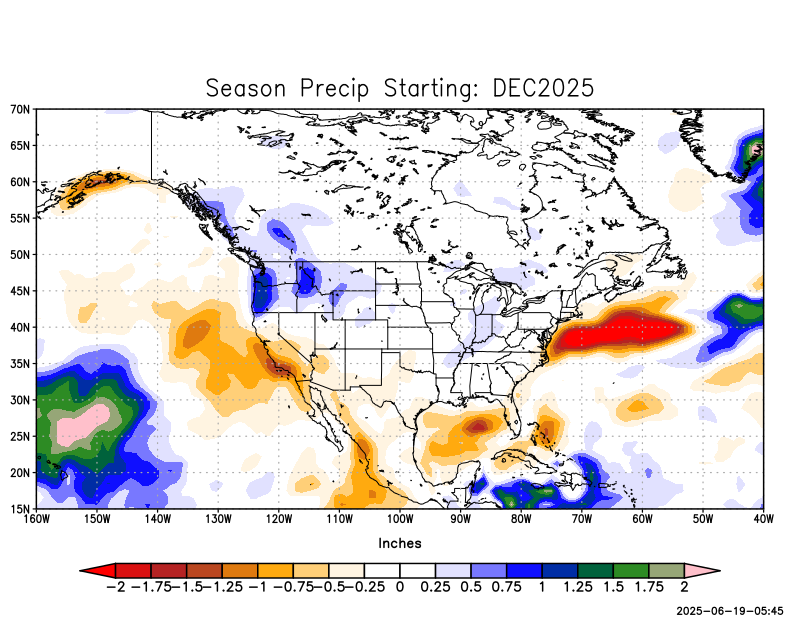 Season Precip Starting: DEC2025
70N
65N
60N
55N
50N
45N
40N
35N
30N
25N
20N
15N
160W 150W 140W 130W 120W 110W 100W 90W 80W 70W 60W 50W 40W
Inches
-2 -1.75 -1.5 -1.25 -1 -0.75 -0.5 -0.25 0 0.25 0.5 0.75 1 1.25 1.5 1.75 2
2025-06-19-05:45